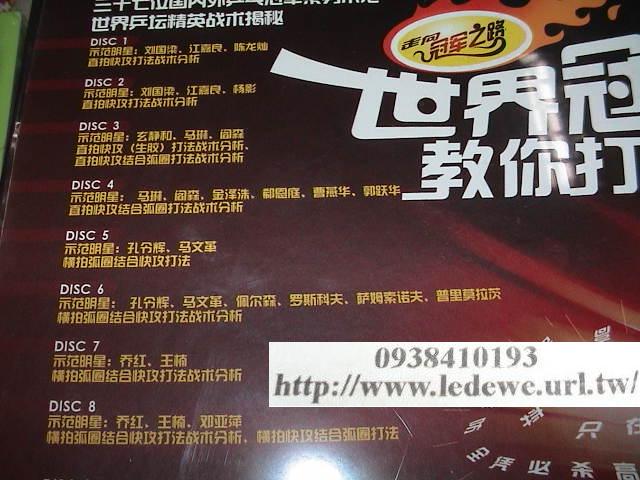 三十七位国内外乒乓冠军系列示范
世界乒坛精英战术揭秘
走向冠军之路
世界冠
教你打
DISC 1
示范明星：刘国梁、江嘉良、陈龙灿
直拍快攻打法战术分析
DISC 2
示范明星：刘国梁、江嘉良、杨影
直拍快攻打法战术分析
DISC 3
示范明星：玄静和、马琳、阎森
直拍快攻（生胶）打法战术分析、
直拍快攻结合弧圈打法战术分析
DISC 4
示范明星： 马琳、阎森、金泽洙、郗恩庭、曹燕华、郭跃华
直拍快攻结合弧圈打法战术分析
DISC 5
示范明星：孔令辉、马文革
横拍弧圈结合快攻打法
DISC 6
示范明星： 孔令辉、马文革、佩尔森、罗斯科夫、萨姆索诺夫、普里莫拉茨
横拍弧圈结合快攻打法战术分析
DISC 7
示范明星：乔红、王楠
横拍弧圈结合快攻打法战术分析
DISC 8
示范明星：乔红、王楠、邓亚萍
横拍弧圈结合快攻打法战术分析、横拍快攻结合弧圈打法
0938410193
http://www.ledewe.url.tw/
只在
必杀高